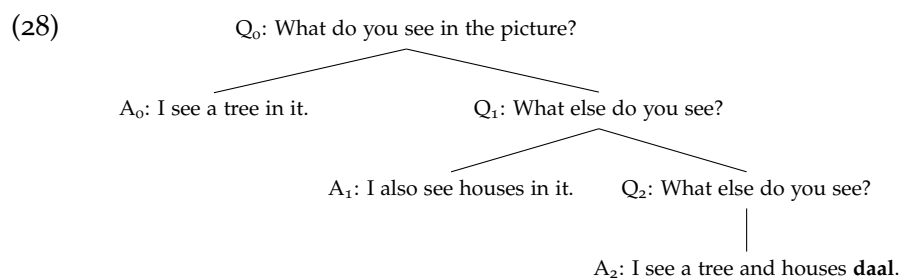 (28)
Q₀: What do you see in the picture?
A₀: I see a tree in it.
Q₁: What else do you see?
A₁: I also see houses in it.
Q₂: What else do you see?
A₂: I see a tree and houses daal.